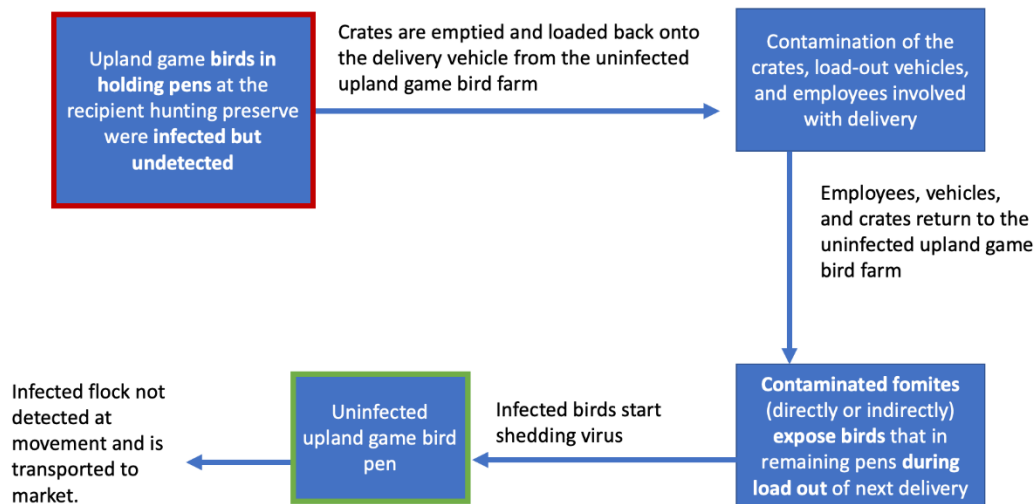 Upland game birds in
holding pens at the
recipient hunting preserve
were infected but
undetected
Crates are emptied and loaded back onto
the delivery vehicle from the uninfected
upland game bird farm
Contamination of the
crates, load-out vehicles,
and employees involved
with delivery
Employees, vehicles,
and crates return to the
uninfected upland game
bird farm
Contaminated fomites
(directly or indirectly)
expose birds that in
remaining pens during
load out of next delivery
Infected birds start
shedding virus
Uninfected
upland game bird
pen
Infected flock not
detected at
movement and is
transported to
market.